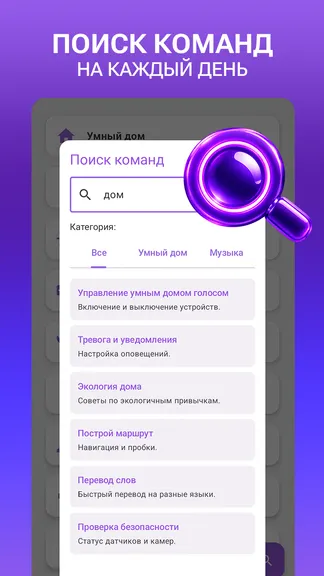 ПОИСК КОМАНД
НА КАЖДЫЙ ДЕНЬ
Умный дом
Поиск команд
дом
Категория:
Все Умный дом Музыка
Управление умным домом голосом
Включение и выключение устройств.
Тревога и уведомления
Настройка оповещений.
Экология дома
Советы по экологичным привычкам.
Построй маршрут
Навигация и пробки.
Перевод слов
Быстрый перевод на разные языки.
Проверка безопасности
Статус датчиков и камер.